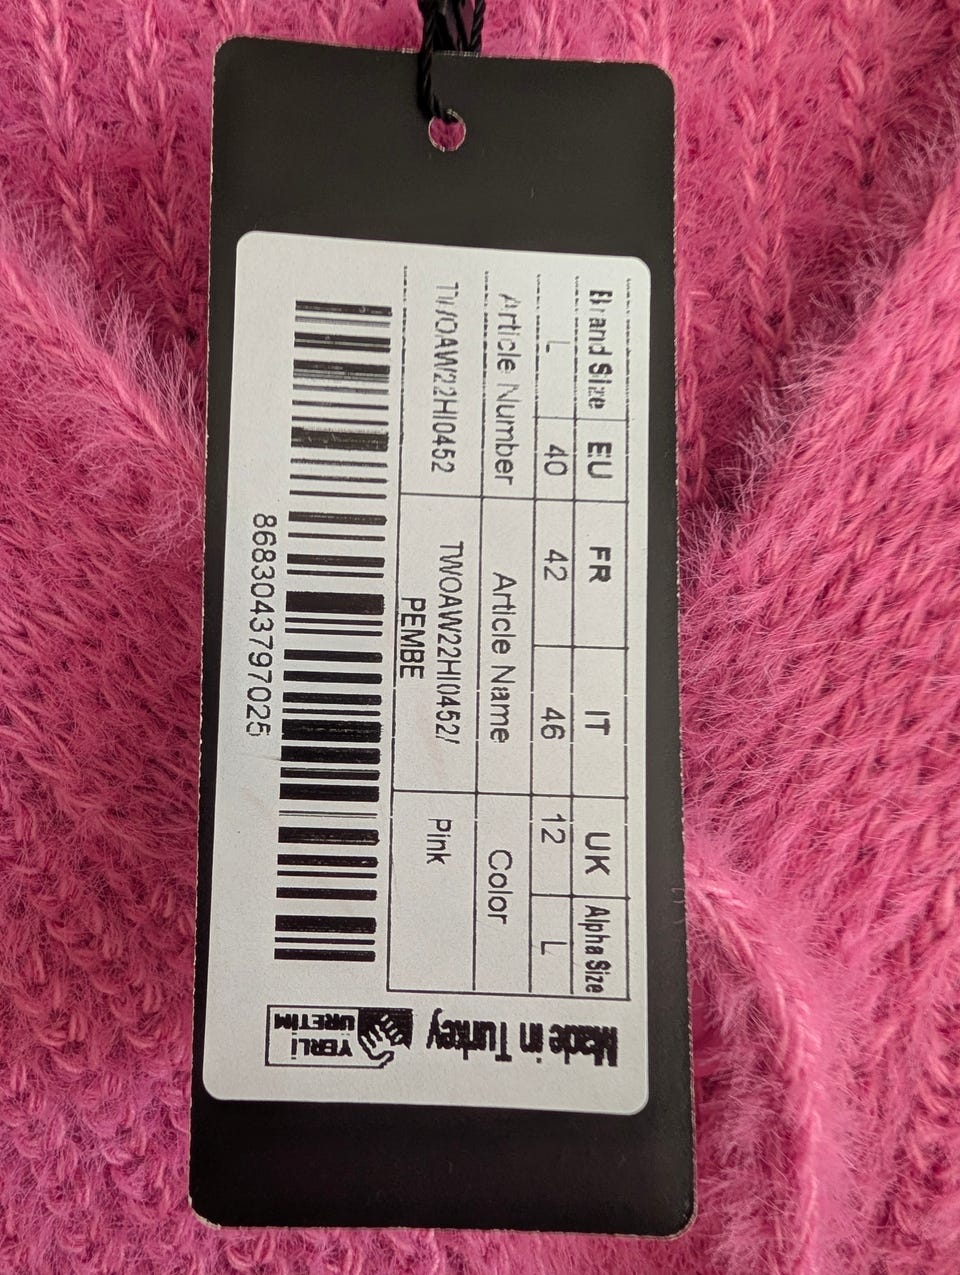 Brand Size EU FR IT UK Alpha Size
L 40 42 46 12 L
Article Number Article Name Color
TWOAW22HI0452 TWOAW22HI0452/ Pink
PEMBE
8683043797025
Made in Turkey
YERLİ
ÜRETİM